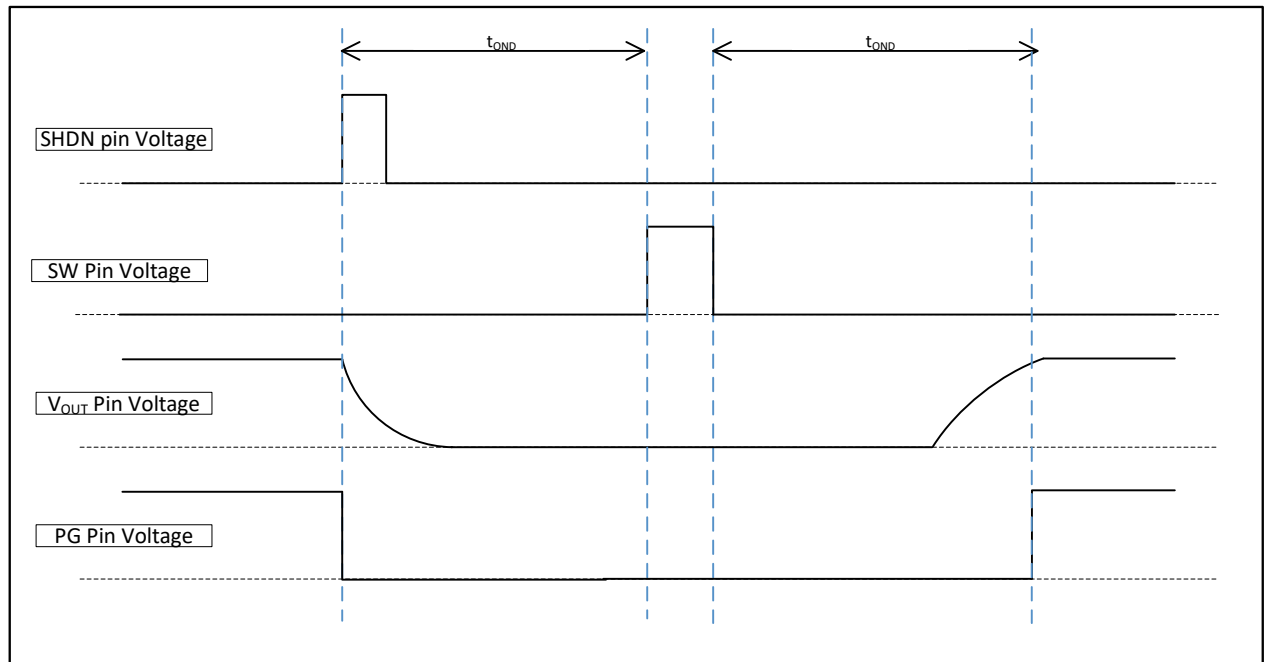 tOND
tOND
SHDN pin Voltage
SW Pin Voltage
VOUT Pin Voltage
PG Pin Voltage